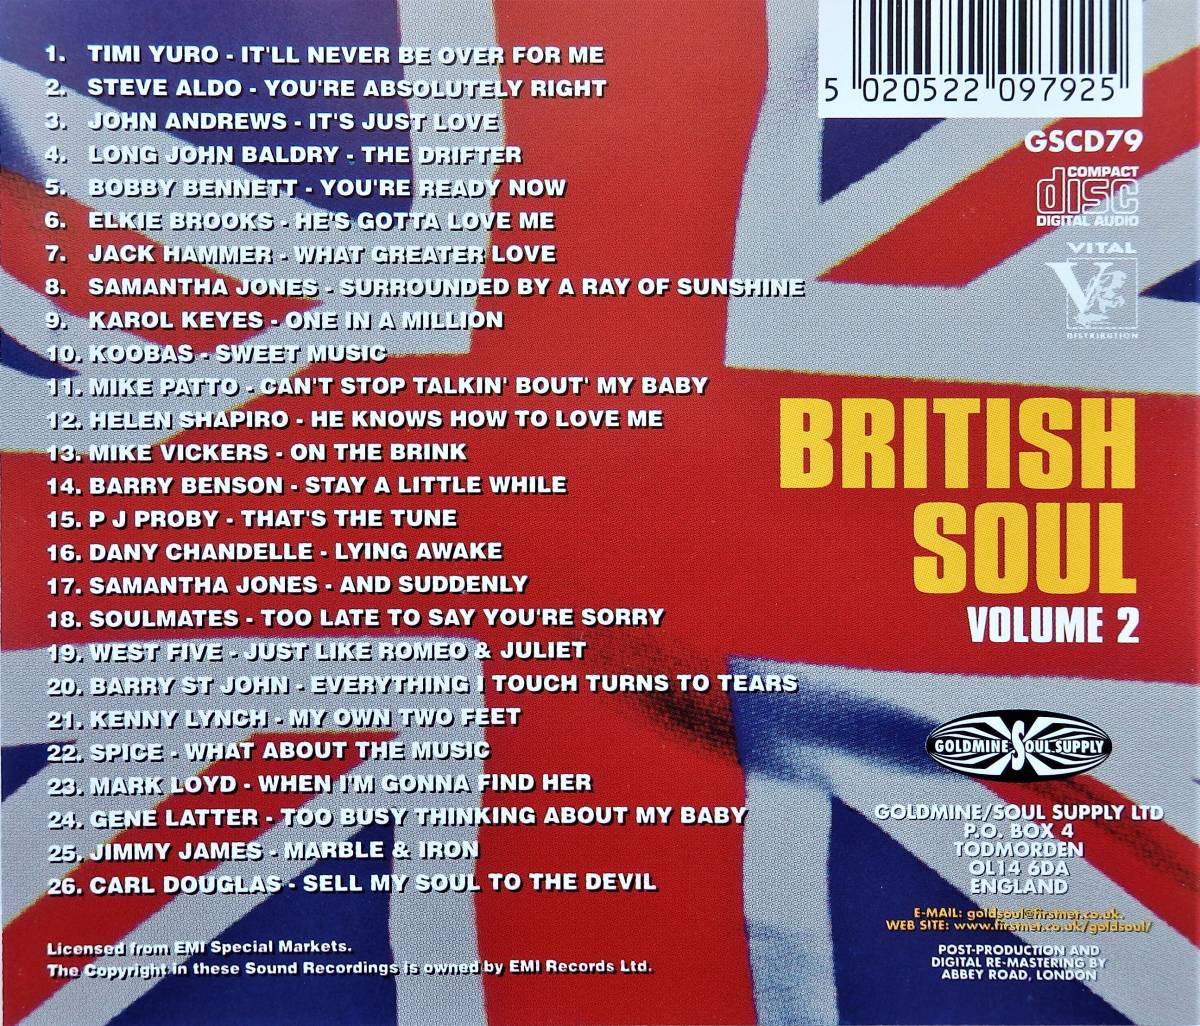 1. TIMI YURO - IT'LL NEVER BE OVER FOR ME
2. STEVE ALDO - YOU'RE ABSOLUTELY RIGHT
3. JOHN ANDREWS - IT'S JUST LOVE
4. LONG JOHN BALDRY - THE DRIFTER
5. BOBBY BENNETT - YOU'RE READY NOW
6. ELKIE BROOKS - HE'S GOTTA LOVE ME
7. JACK HAMMER - WHAT GREATER LOVE
8. SAMANTHA JONES - SURROUNDED BY A RAY OF SUNSHINE
9. KAROL KEYES - ONE IN A MILLION
10. KOOBAS - SWEET MUSIC
11. MIKE PATTO - CAN'T STOP TALKIN' BOUT' MY BABY
12. HELEN SHAPIRO - HE KNOWS HOW TO LOVE ME
13. MIKE VICKERS - ON THE BRINK
14. BARRY BENSON - STAY A LITTLE WHILE
15. P J PROBY - THAT'S THE TUNE
16. DANY CHANDELLE - LYING AWAKE
17. SAMANTHA JONES - AND SUDDENLY
18. SOULMATES - TOO LATE TO SAY YOU'RE SORRY
19. WEST FIVE - JUST LIKE ROMEO & JULIET
20. BARRY ST JOHN - EVERYTHING I TOUCH TURNS TO TEARS
21. KENNY LYNCH - MY OWN TWO FEET
22. SPICE - WHAT ABOUT THE MUSIC
23. MARK LOYD - WHEN I'M GONNA FIND HER
24. GENE LATTER - TOO BUSY THINKING ABOUT MY BABY
25. JIMMY JAMES - MARBLE & IRON
26. CARL DOUGLAS - SELL MY SOUL TO THE DEVIL
Licensed from EMI Special Markets.
The Copyright in these Sound Recordings is owned by EMI Records Ltd.
5 020522 097925
GSCD79
COMPACT
disc
DIGITAL AUDIO
VITAL
V
DISTRIBUTION
BRITISH
SOUL
VOLUME 2
GOLDMINE SOUL SUPPLY
GOLDMINE/SOUL SUPPLY LTD
P.O. BOX 4
TODMORDEN
OL14 6DA
ENGLAND
E-MAIL: goldsoul@firstnet.co.uk.
WEB SITE: www.firstnet.co.uk/goldsoul/
POST-PRODUCTION AND
DIGITAL RE-MASTERING BY
ABBEY ROAD, LONDON